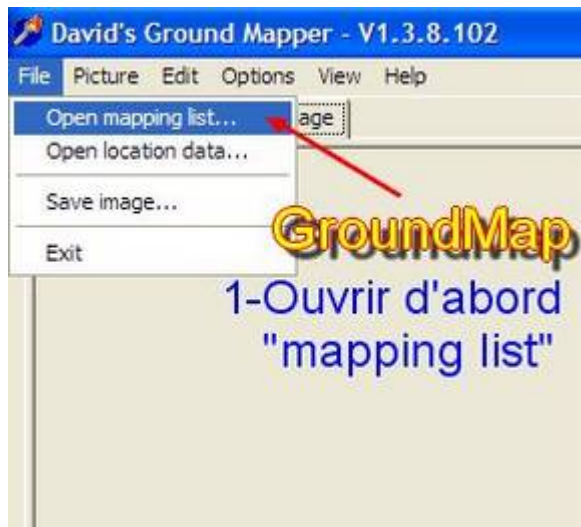 David's Ground Mapper - V1.3.8.102
File Picture Edit Options View Help
Open mapping list...
age
Open location data...
Save image...
Exit
GroundMap
1-Ouvrir d'abord
"mapping list"